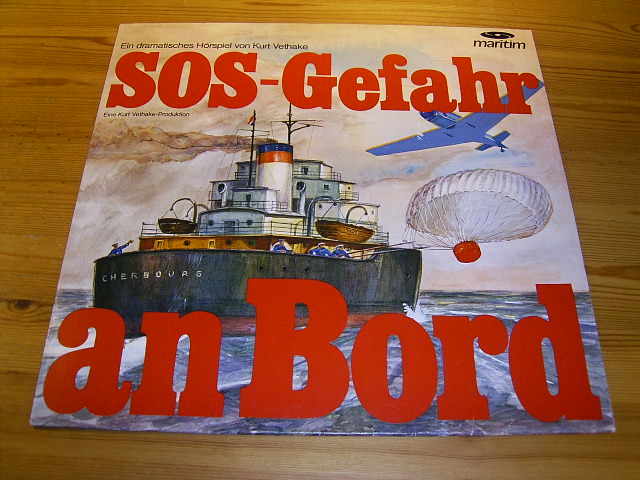 Ein dramatisches Hörspiel von Kurt Vethake
maritim
SOS-Gefahr
Eine Kurt-Vethake-Produktion
CHERBOURG
an Bord